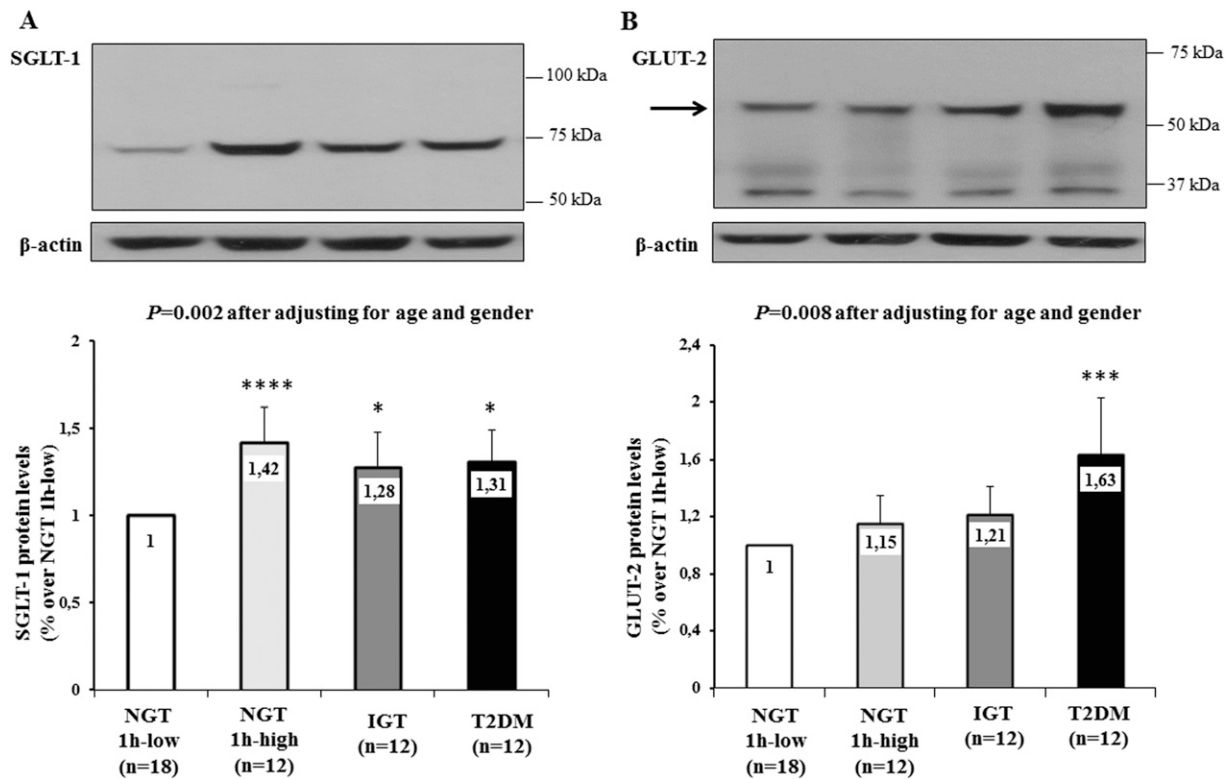 A
SGLT-1
100 kDa
75 kDa
50 kDa
β-actin
P=0.002 after adjusting for age and gender
SGLT-1 protein levels
(% over NGT 1h-low)
2
1,5
1
0,5
0
****
*
*
1
1,42
1,28
1,31
NGT
1h-low
(n=18)
NGT
1h-high
(n=12)
IGT
(n=12)
T2DM
(n=12)
B
GLUT-2
75 kDa
50 kDa
37 kDa
β-actin
P=0.008 after adjusting for age and gender
GLUT-2 protein levels
(% over NGT 1h-low)
2,4
2
1,6
1,2
0,8
0,4
0
***
1
1,15
1,21
1,63
NGT
1h-low
(n=18)
NGT
1h-high
(n=12)
IGT
(n=12)
T2DM
(n=12)